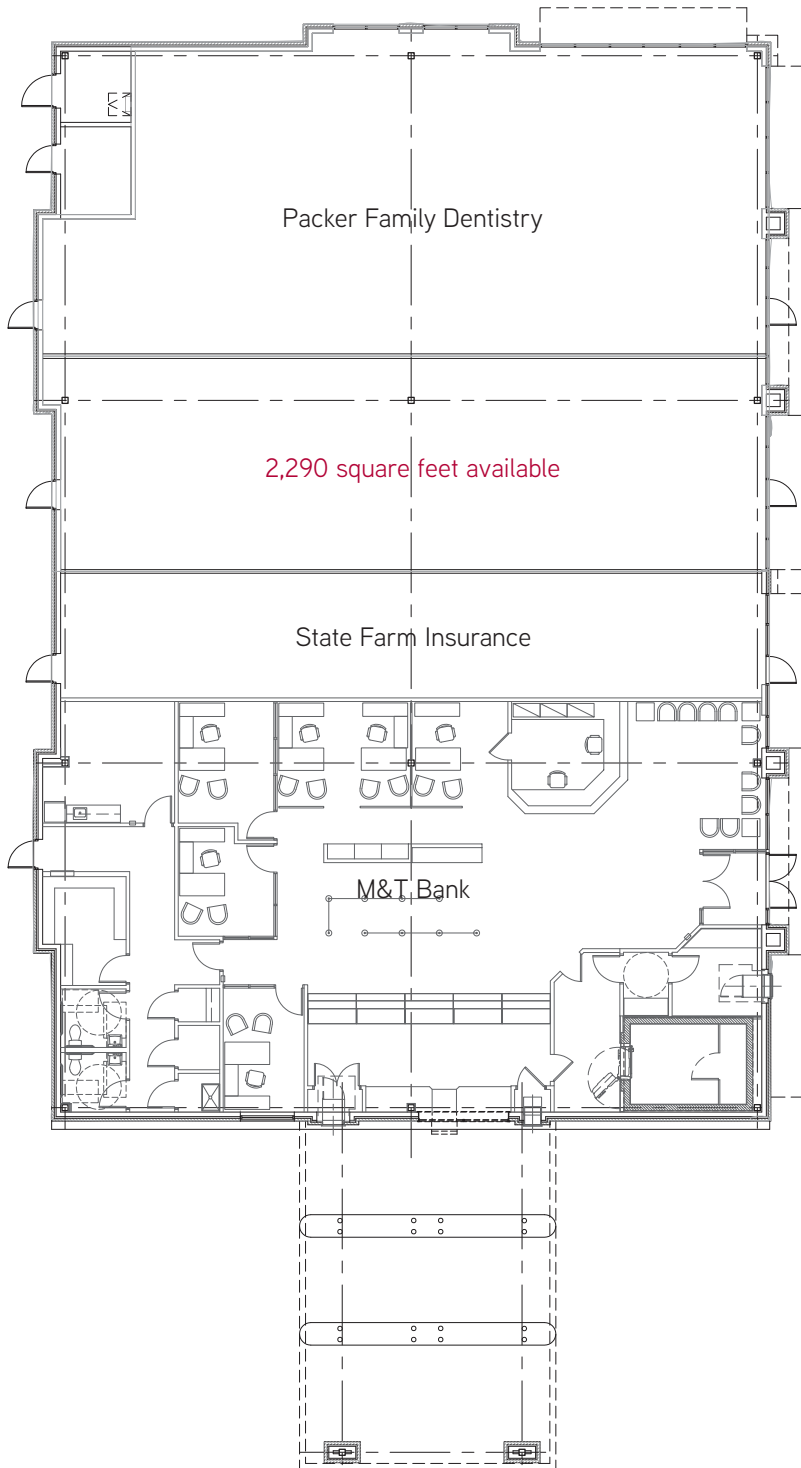 Packer Family Dentistry
2,290 square feet available
State Farm Insurance
M&T Bank